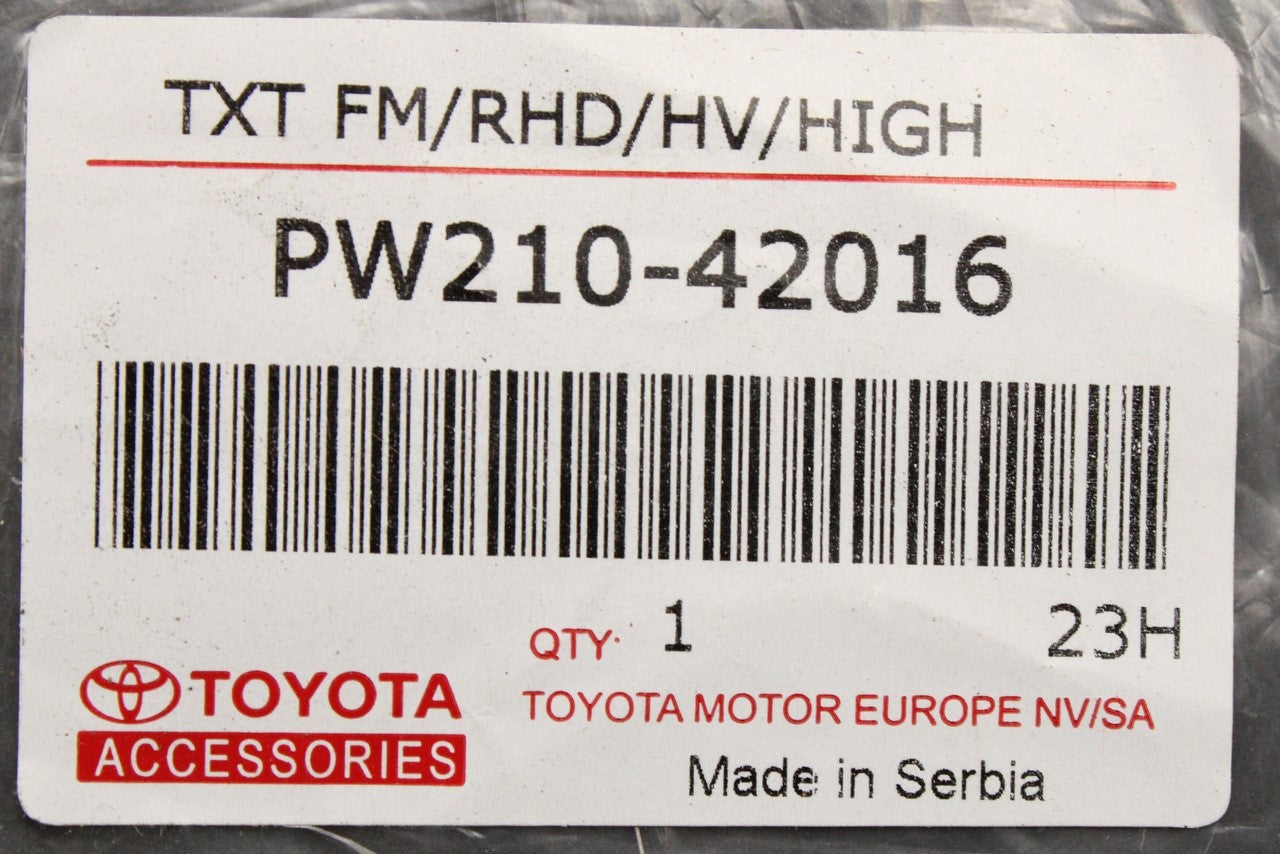 TXT FM/RHD/HV/HIGH
PW210-42016
QTY. 1 23H
TOYOTA
TOYOTA MOTOR EUROPE NV/SA
ACCESSORIES
Made in Serbia